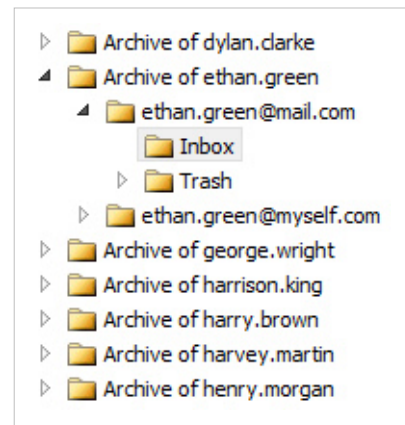 Archive of dylan.clarke
Archive of ethan.green
ethan.green@mail.com
Inbox
Trash
ethan.green@myself.com
Archive of george.wright
Archive of harrison.king
Archive of harry.brown
Archive of harvey.martin
Archive of henry.morgan